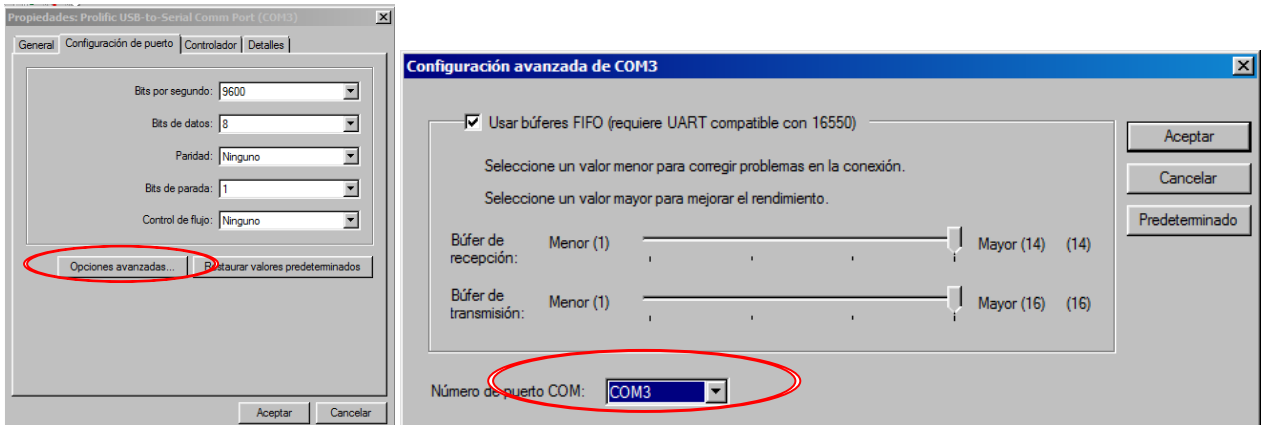 Propiedades: Prolific USB-to-Serial Comm Port (COM3)
General Configuración de puerto Controlador Detalles
Bits por segundo: 9600
Bits de datos: 8
Paridad: Ninguno
Bits de parada: 1
Control de flujo: Ninguno
Opciones avanzadas... Restaurar valores predeterminados
Aceptar Cancelar
Configuración avanzada de COM3
Usar búferes FIFO (requiere UART compatible con 16550)
Seleccione un valor menor para corregir problemas en la conexión.
Seleccione un valor mayor para mejorar el rendimiento.
Búfer de recepción: Menor (1) Mayor (14) (14)
Búfer de transmisión: Menor (1) Mayor (16) (16)
Número de puerto COM: COM3
Aceptar
Cancelar
Predeterminado